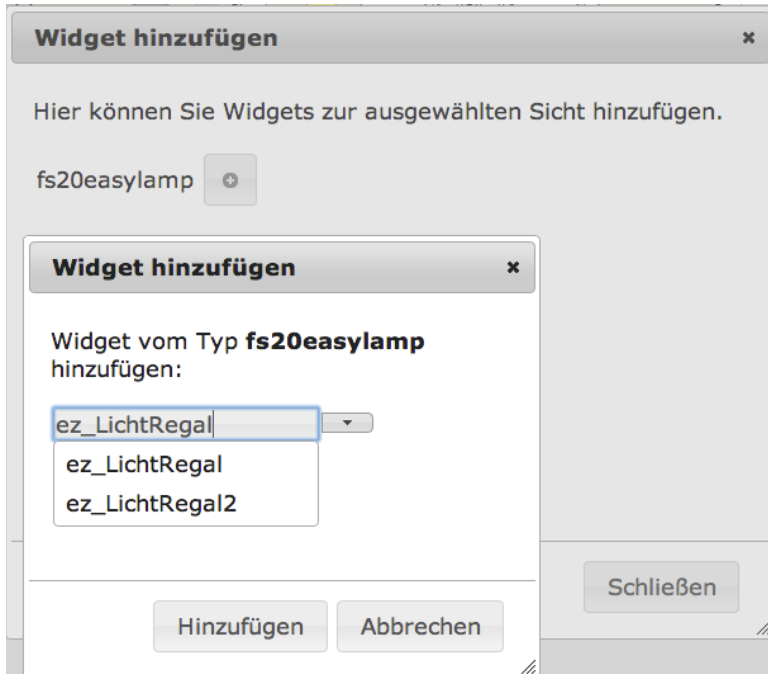 Widget hinzufügen
Hier können Sie Widgets zur ausgewählten Sicht hinzufügen.
fs20easylamp
Widget hinzufügen
Widget vom Typ fs20easylamp
hinzufügen:
ez_LichtRegal
ez_LichtRegal
ez_LichtRegal2
Schließen
Hinzufügen Abbrechen